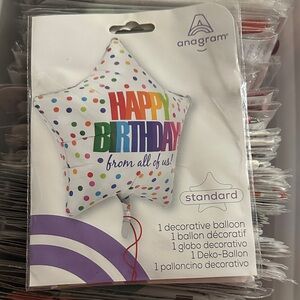 anagram®
HAPPY
BIRTHDAY
from all of us!
standard
1 decorative balloon
1 ballon décoratif
1 globo decorativo
1 Deko-Ballon
1 palloncino decorativo